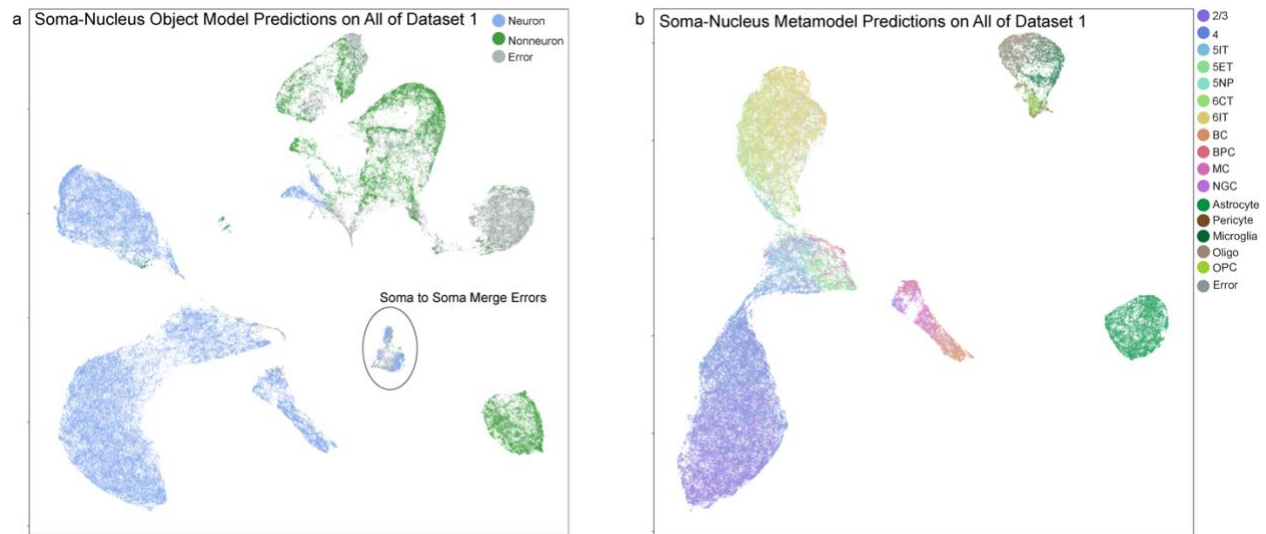 a
Soma-Nucleus Object Model Predictions on All of Dataset 1
Neuron
Nonneuron
Error
Soma to Soma Merge Errors
b
Soma-Nucleus Metamodel Predictions on All of Dataset 1
2/3
4
5IT
5ET
5NP
6CT
6IT
BC
BPC
MC
NGC
Astrocyte
Pericyte
Microglia
Oligo
OPC
Error